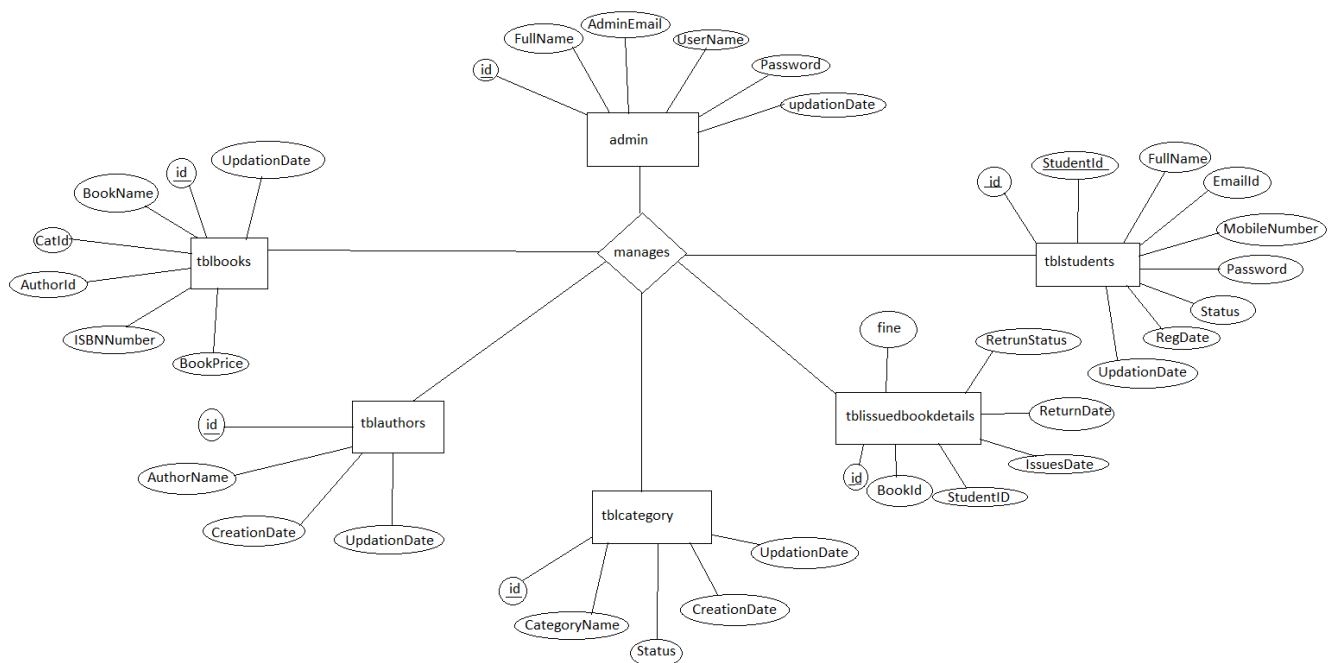 AdminEmail
FullName
UserName
id
Password
updationDate
admin
UpdationDate
id
BookName
CatId
tblbooks
AuthorId
ISBNNumber
BookPrice
manages
FullName
StudentId
id
EmailId
MobileNumber
tblstudents
Password
Status
RegDate
UpdationDate
fine
RetrunStatus
tblissuedbookdetails
ReturnDate
IssuesDate
id
BookId
StudentID
tblauthors
id
AuthorName
CreationDate
UpdationDate
tblcategory
UpdationDate
id
CreationDate
CategoryName
Status